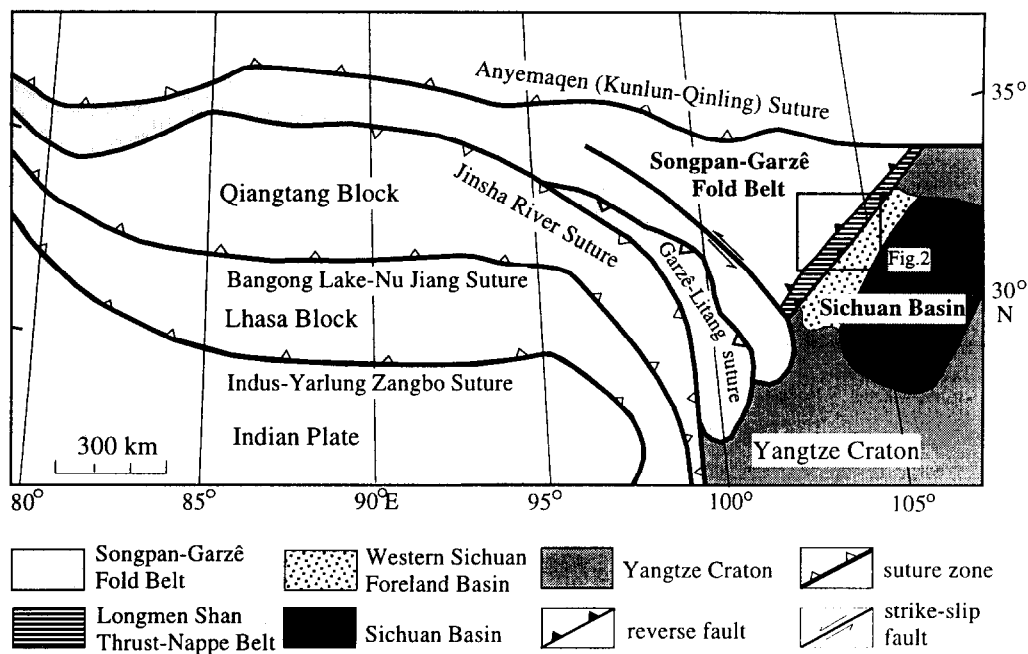 Anyemaqen (Kunlun-Qinling) Suture
35°
Songpan-Garzê
Fold Belt
Qiangtang Block
Jinsha River Suture
Garzê-Litang suture
Fig.2
Bangong Lake-Nu Jiang Suture
30°
N
Sichuan Basin
Lhasa Block
Indus-Yarlung Zangbo Suture
Indian Plate
300 km
Yangtze Craton
80°
85°
90°E
95°
100°
105°
Songpan-Garzê
Fold Belt
Western Sichuan
Foreland Basin
Yangtze Craton
suture zone
Longmen Shan
Thrust-Nappe Belt
Sichuan Basin
reverse fault
strike-slip
fault